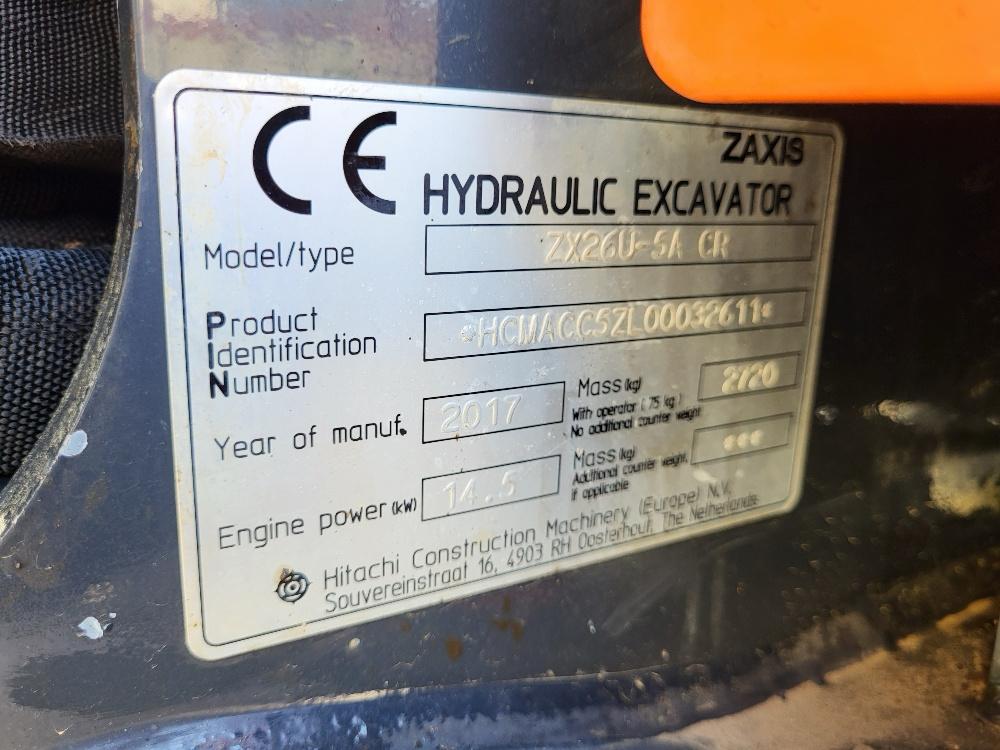 CE
ZAXIS
HYDRAULIC EXCAVATOR
Model/type ZX26U-5A CR
Product
Identification
Number
*HCMACC5ZL00032611*
Year of manuf. 2017
Mass (kg) 2720
With operator (75 kg)
No additional counter weight
Engine power (kW) 14.5
Mass (kg) ***
Additional counter weight,
if applicable
Hitachi Construction Machinery (Europe) N.V.
Souvereinstraat 16, 4903 RH Oosterhout, The Netherlands